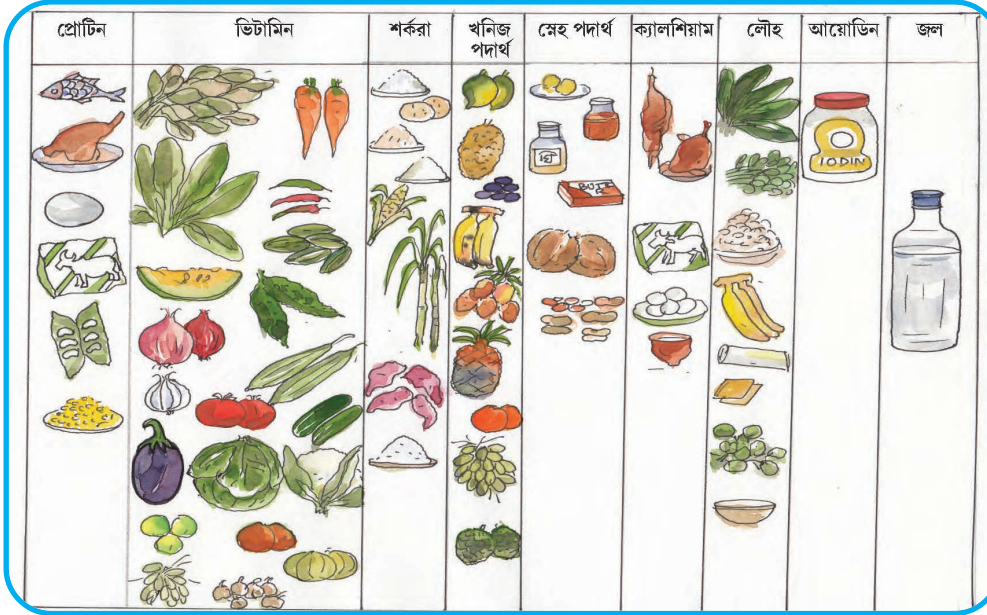 প্রোটিন
ভিটামিন
শর্করা
খনিজ
পদার্থ
স্নেহ পদার্থ
ক্যালশিয়াম
লৌহ
আয়োডিন
জল
ঘি
IODIN